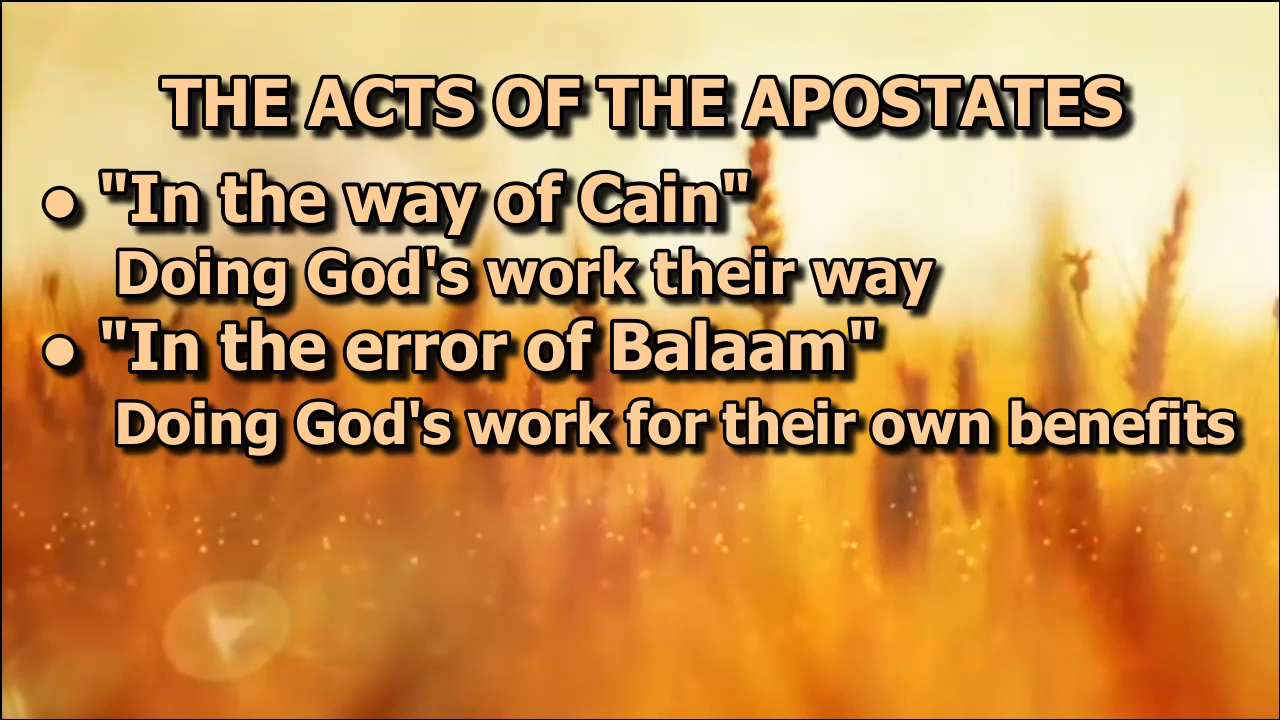 THE ACTS OF THE APOSTATES
● "In the way of Cain"
Doing God's work their way
● "In the error of Balaam"
Doing God's work for their own benefits